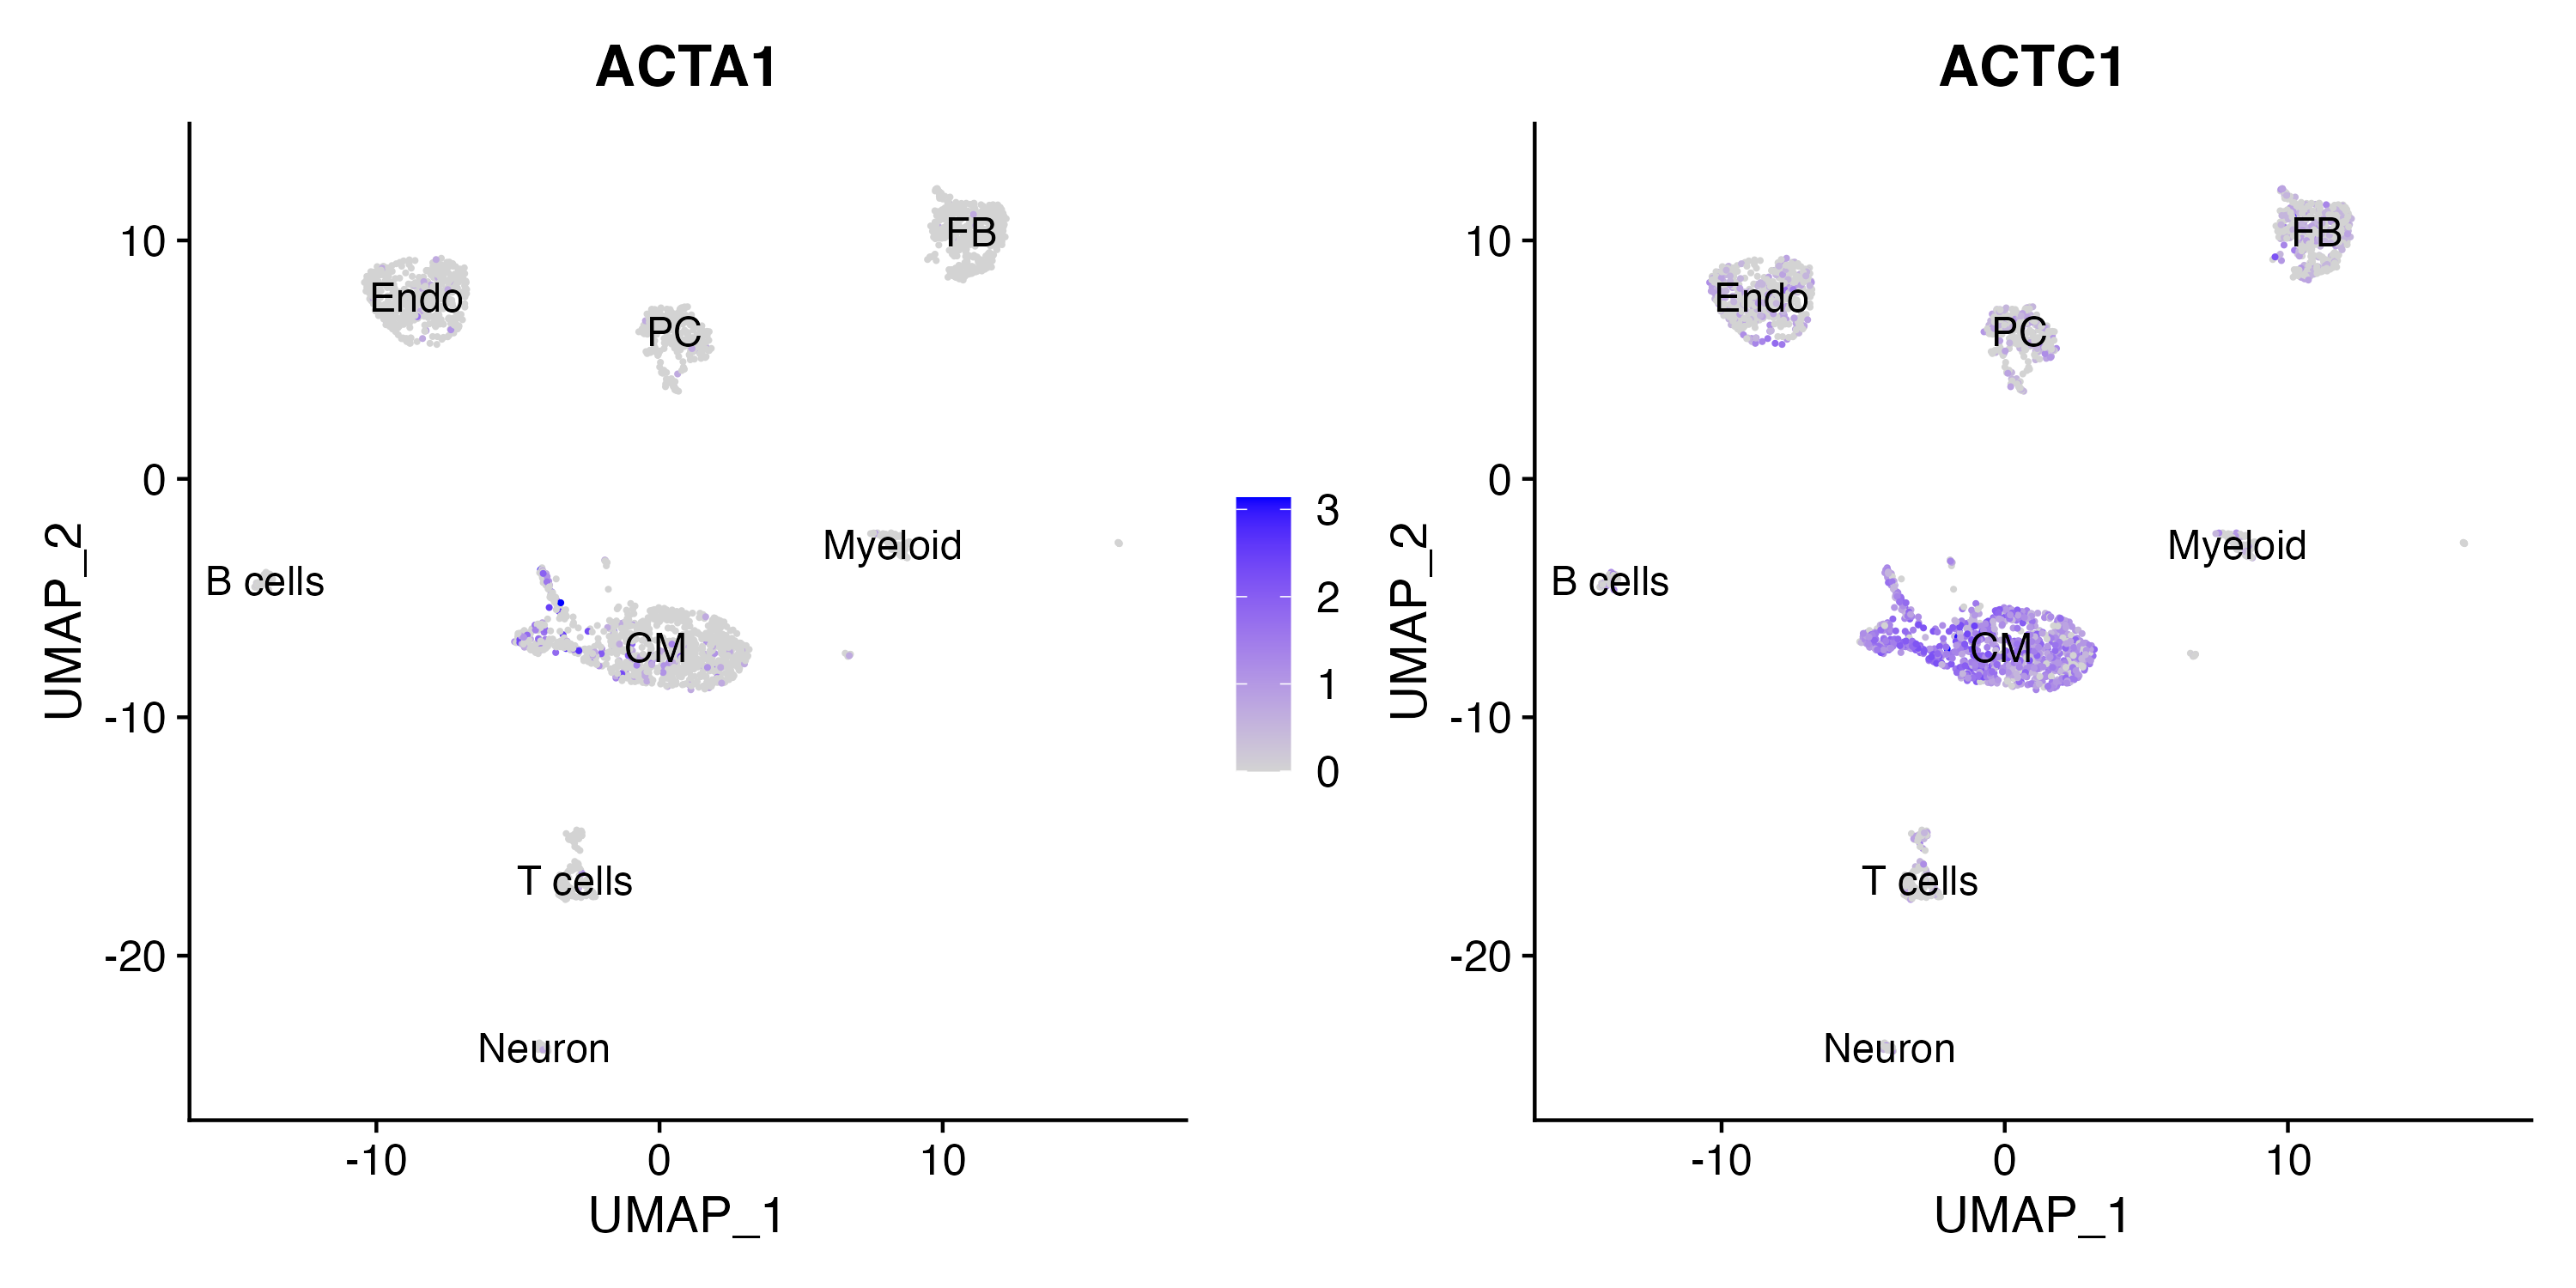 ACTA1
10
0
-10
-20
UMAP_2
FB
Endo
PC
Myeloid
B cells
CM
T cells
Neuron
-10
0
10
UMAP_1
3
2
1
0
ACTC1
10
0
-10
-20
UMAP_2
FB
Endo
PC
Myeloid
B cells
CM
T cells
Neuron
-10
0
10
UMAP_1